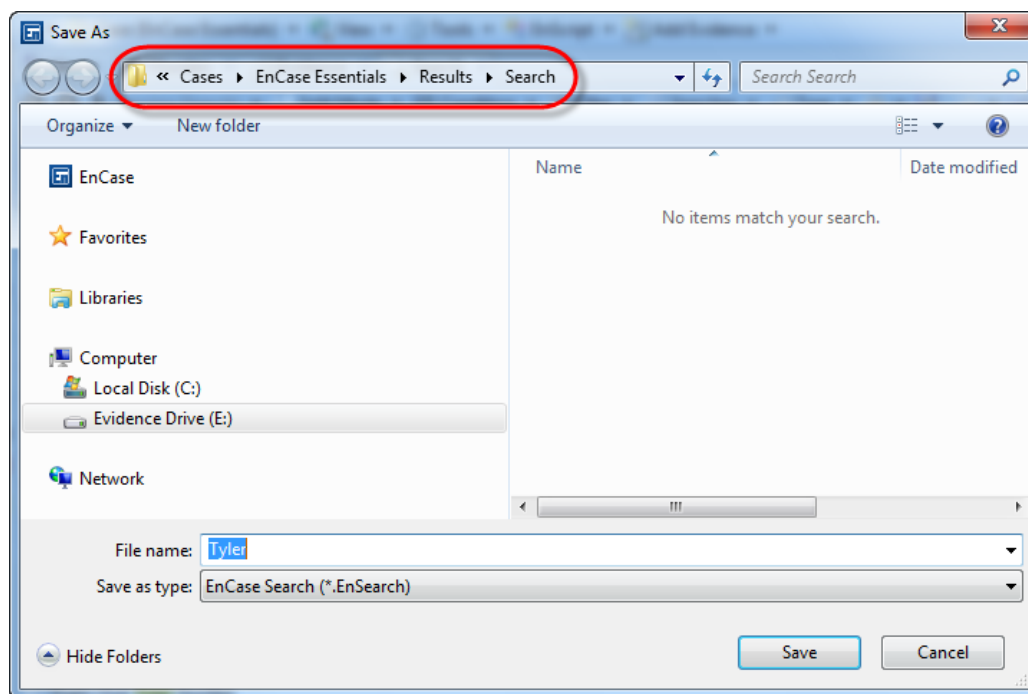 Save As
« Cases ▸ EnCase Essentials ▸ Results ▸ Search
Search Search
Organize
New folder
Name
Date modified
EnCase
No items match your search.
Favorites
Libraries
Computer
Local Disk (C:)
Evidence Drive (E:)
Network
File name: Tyler
Save as type: EnCase Search (*.EnSearch)
Hide Folders
Save
Cancel